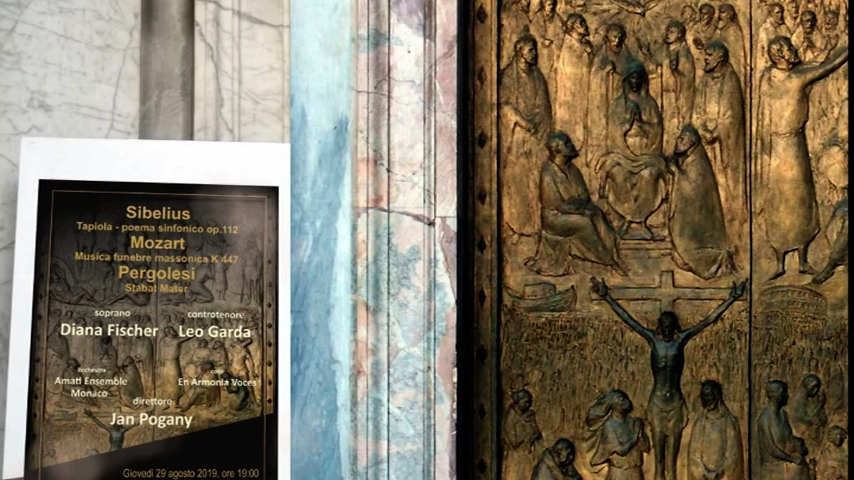 Sibelius
Tapiola - poema sinfonico op.112
Mozart
Musica funebre massonica K 447
Pergolesi
Stabat Mater
soprano controtenore
Diana Fischer Leo Garda
orchestra coro
Amati Ensemble En Armonia Voces
Monaco
direttore
Jan Pogany
Giovedì 29 agosto 2019, ore 19:00